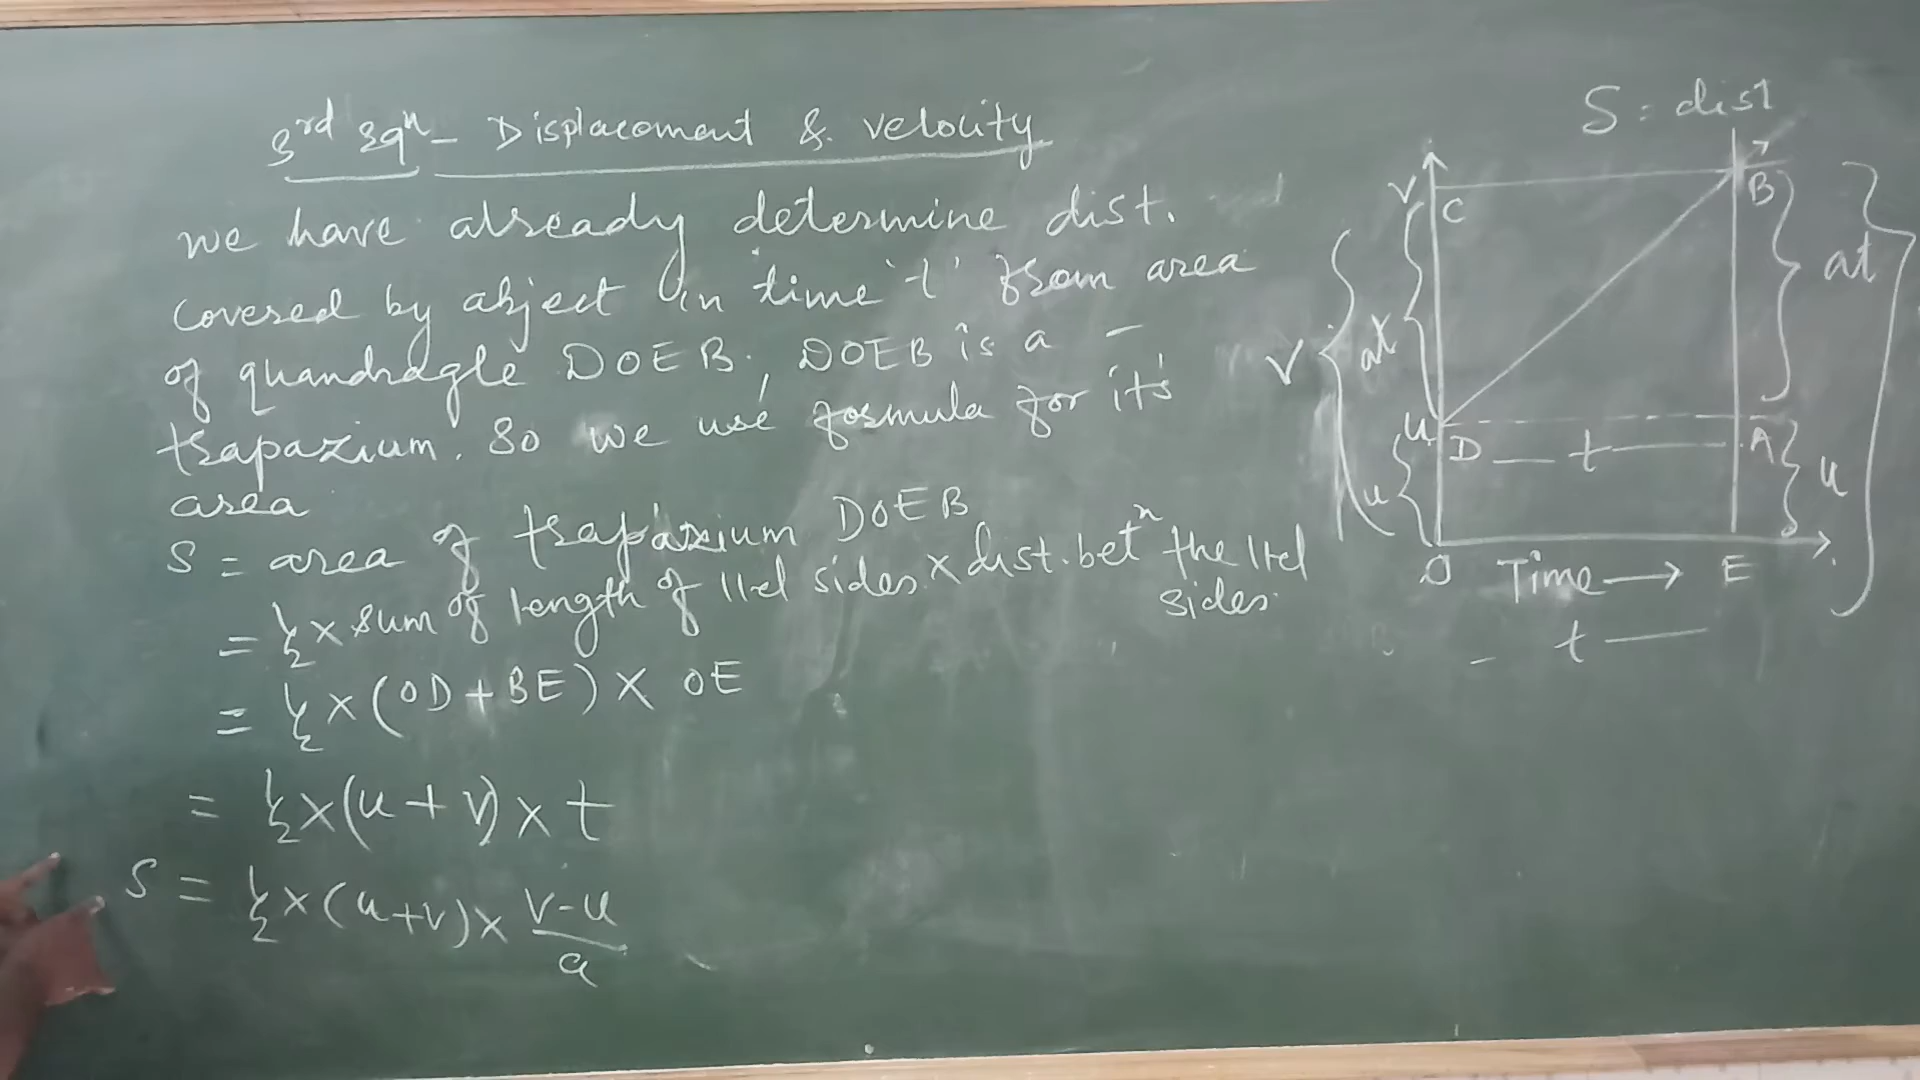 3rd Eqn - Displacement & velocity
we have already determine dist.
covered by abject in time 't' from area
of quandragle DOEB, DOEB is a -
trapazium. So we use formula for it's
area
S = area of trapazium DOEB
= 1/2 × sum of length of ||el sides × dist. betn the ||el
sides.
= 1/2 × (OD + BE) × OE
= 1/2 × (u + v) × t
S = 1/2 × (u+v) × v-u
a
S = dist
V
C
B
at
V
at
at
u
D
t
A
u
u
O
Time →
E
t